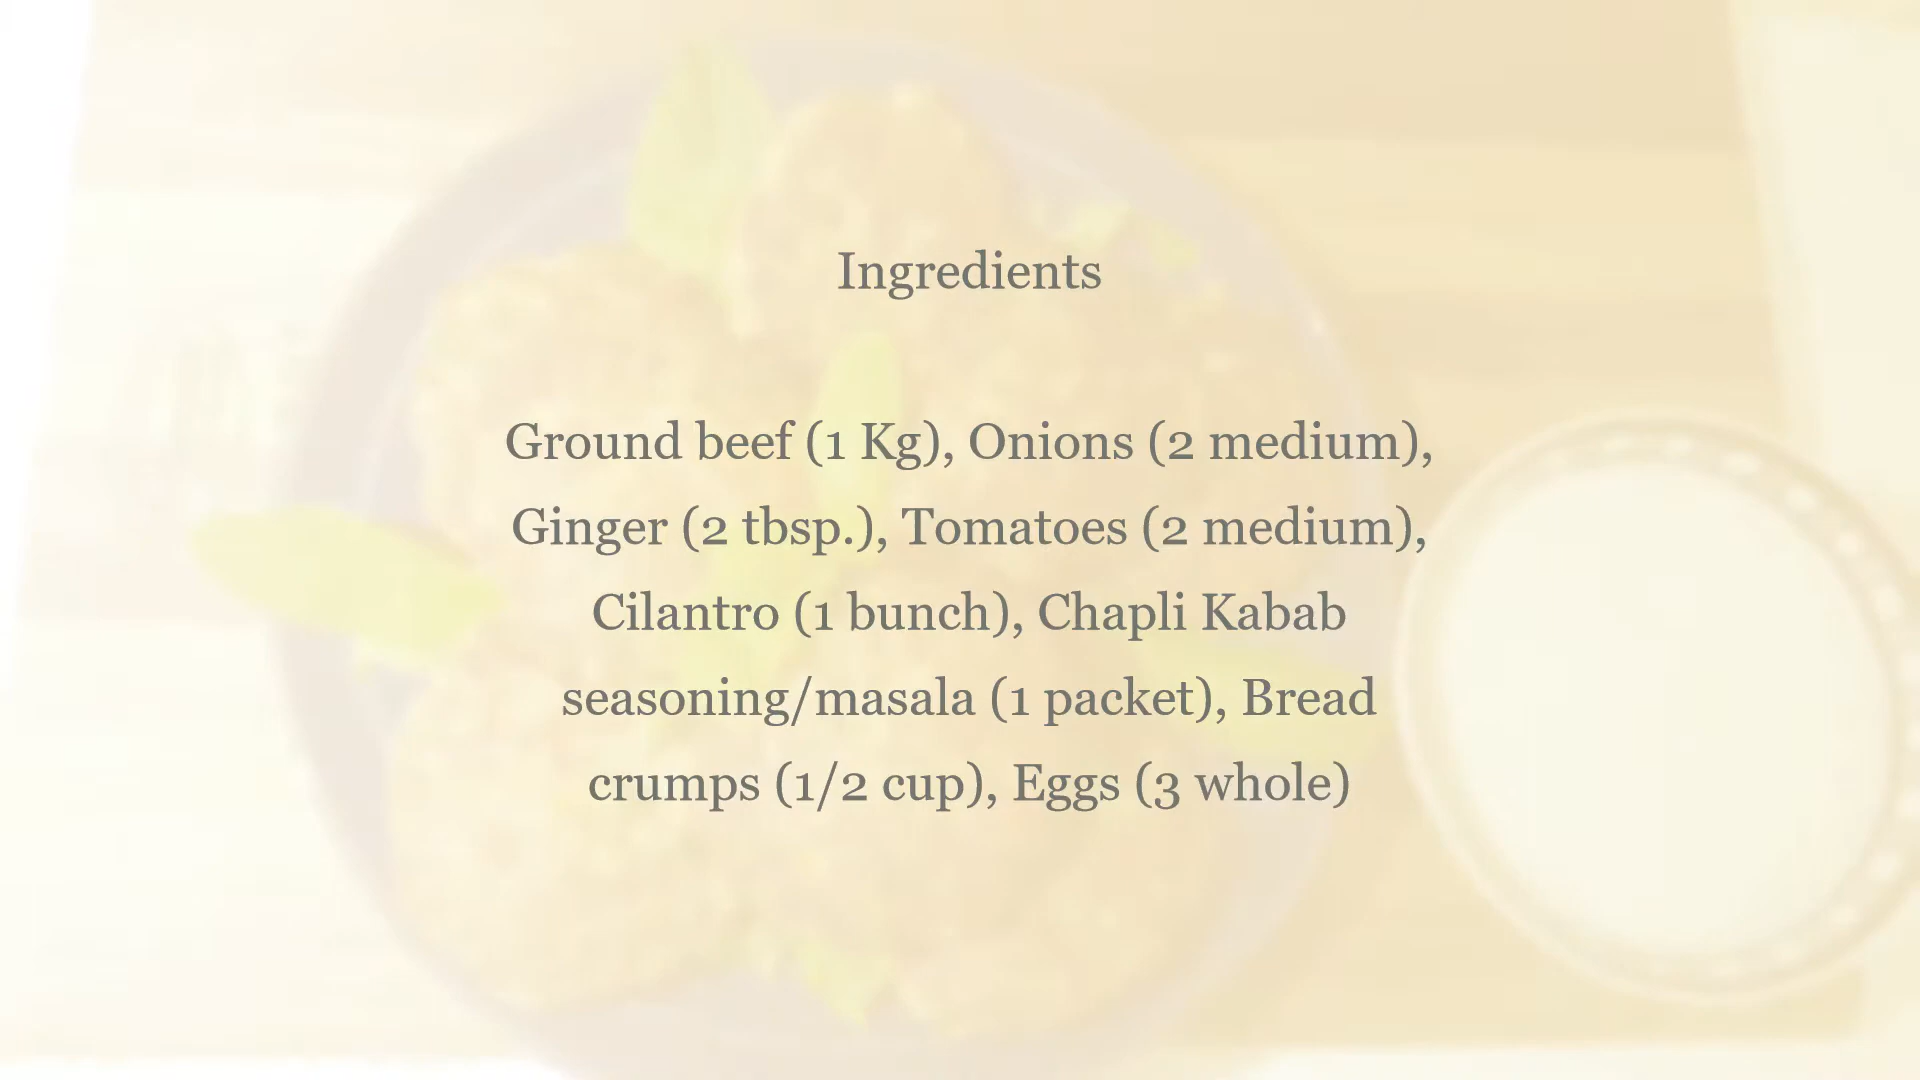 Ingredients
Ground beef (1 Kg), Onions (2 medium),
Ginger (2 tbsp.), Tomatoes (2 medium),
Cilantro (1 bunch), Chapli Kabab
seasoning/masala (1 packet), Bread
crumps (1/2 cup), Eggs (3 whole)